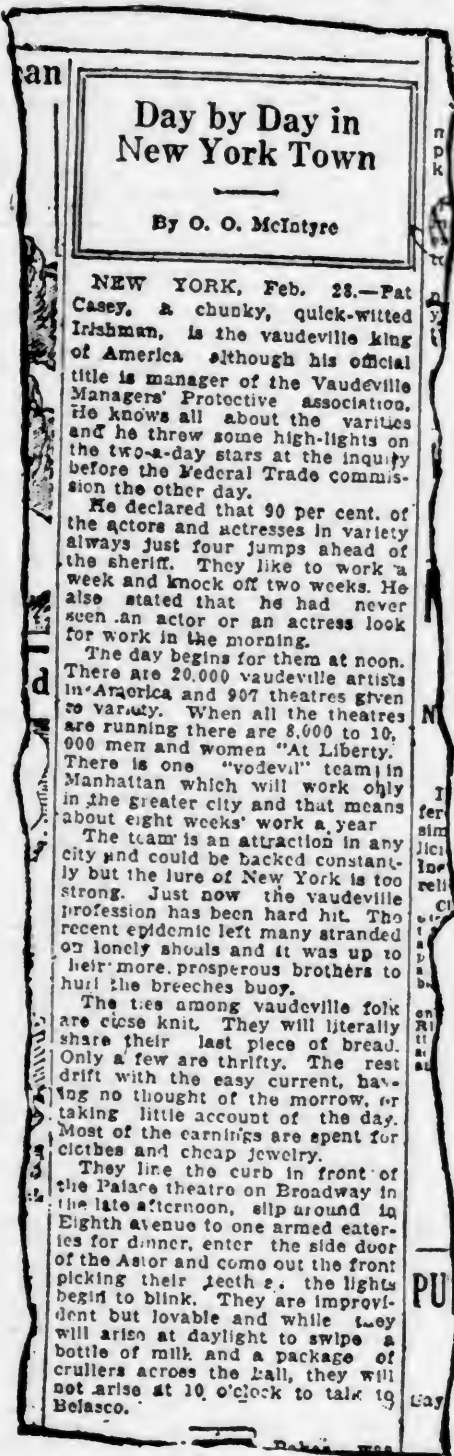 an
Day by Day in
New York Town
By O. O. McIntyre
NEW YORK, Feb. 28.—Pat
Casey, a chunky, quick-witted
Irishman, is the vaudeville king
of America although his official
title is manager of the Vaudeville
Managers' Protective association.
He knows all about the varities
and he threw some high-lights on
the two-a-day stars at the inquity
before the Federal Trade commis-
sion the other day.
He declared that 90 per cent. of
the actors and actresses in variety
always just four jumps ahead of
the sheriff. They like to work a
week and knock off two weeks. He
also stated that he had never
seen an actor or an actress look
for work in the morning.
The day begins for them at noon.
There are 20,000 vaudeville artists
in America and 907 theatres given
to variety. When all the theatres
are running there are 8,000 to 10,
000 men and women "At Liberty.
There is one "vodevil" team in
Manhattan which will work only
in the greater city and that means
about eight weeks' work a year
The team is an attraction in any
city and could be backed constant-
ly but the lure of New York is too
strong. Just now the vaudeville
profession has been hard hit. The
recent epidemic left many stranded
on lonely shoals and it was up to
heir more prosperous brothers to
hurl the breeches buoy.
The ties among vaudeville folk
are close knit. They will literally
share their last piece of bread.
Only a few are thrifty. The rest
drift with the easy current, hav-
ing no thought of the morrow, or
taking little account of the day.
Most of the earnings are spent for
clothes and cheap jewelry.
They line the curb in front of
the Palace theatre on Broadway in
the late afternoon, slip around in
Eighth avenue to one armed eater-
ies for dinner, enter the side door
of the Astor and come out the front
picking their teeth as the lights
begin to blink. They are improvi-
dent but lovable and while they
will arise at daylight to swipe a
bottle of milk and a package of
crullers across the hall, they will
not arise at 10 o'clock to talk to
Belasco.
d
N
PU